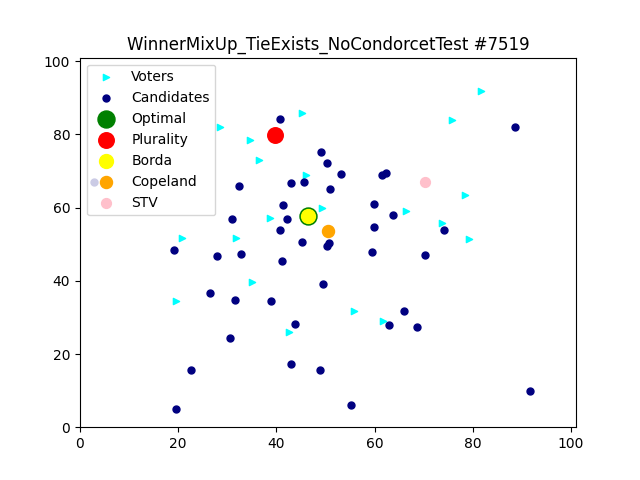 WinnerMixUp_TieExists_NoCondorcetTest #7519
100
80
60
40
20
0
Voters
Candidates
Optimal
Plurality
Borda
Copeland
STV
0 20 40 60 80 100